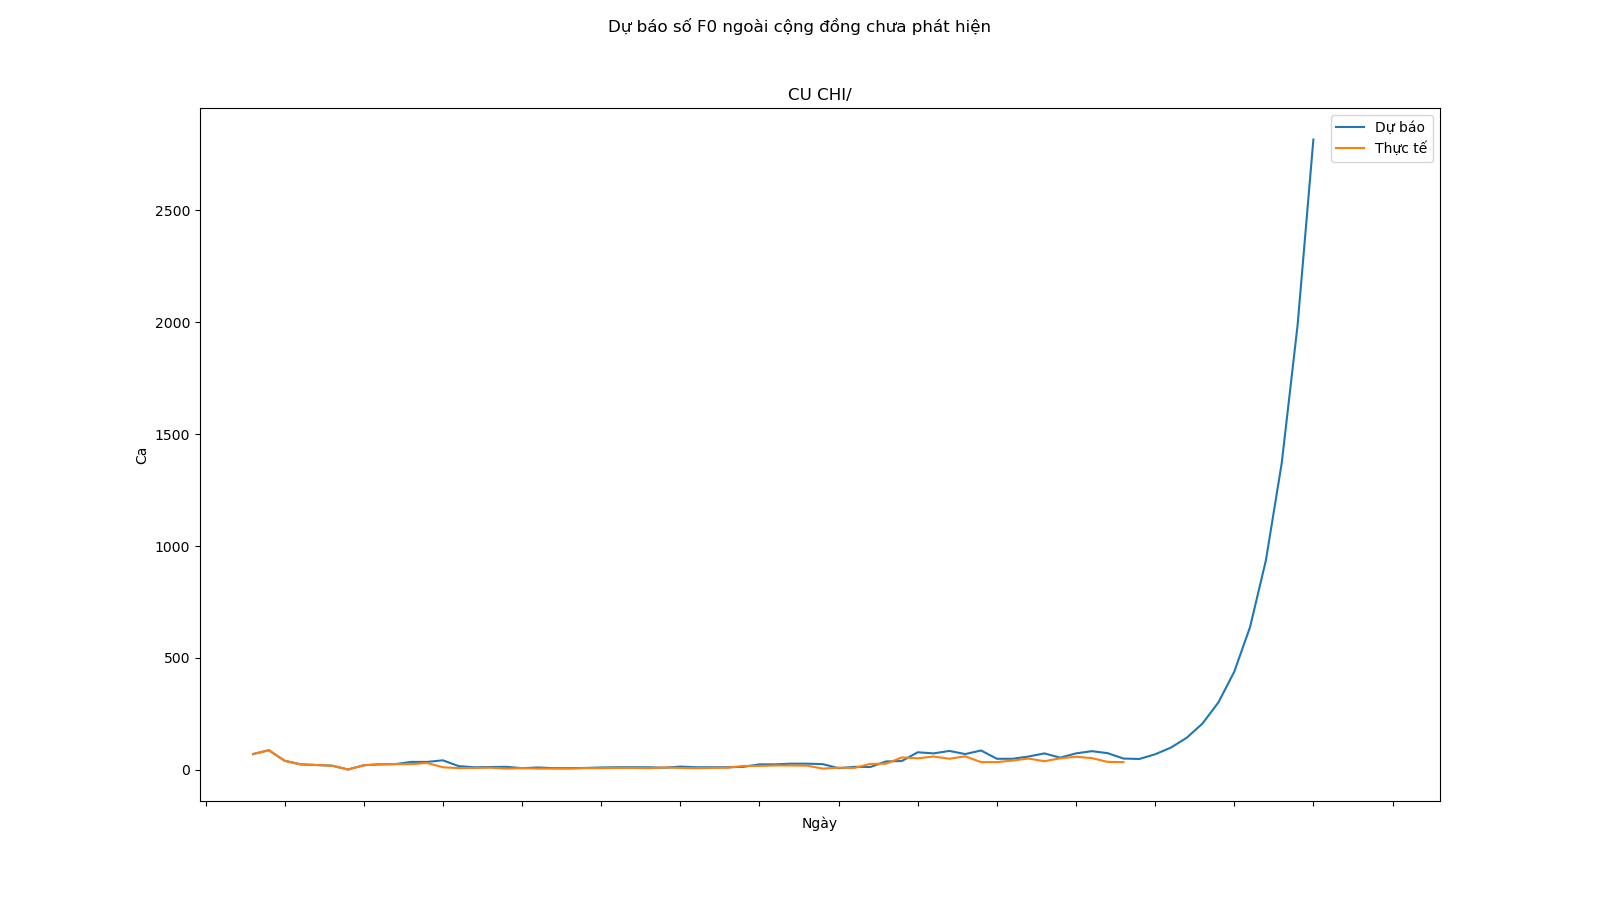 Dự báo số F0 ngoài cộng đồng chưa phát hiện
CU CHI/
Dự báo
Thực tế
2500
2000
1500
1000
500
0
Ca
Ngày